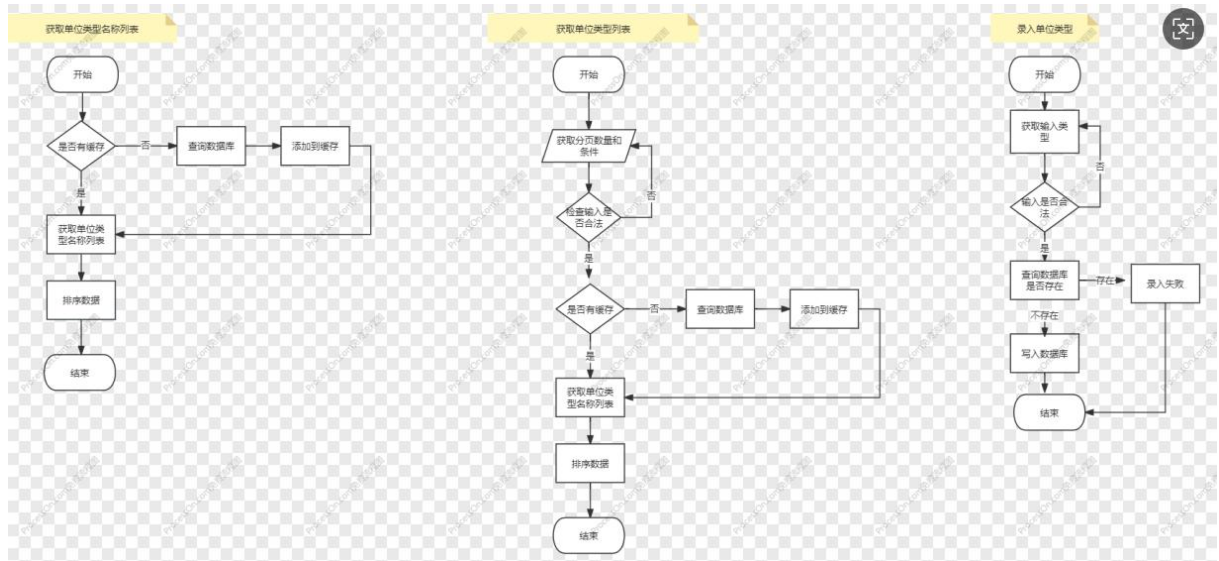 获取单位类型名称列表
开始
是否有缓存
否
查询数据库
添加到缓存
是
获取单位类
型名称列表
排序数据
结束
获取单位类型列表
开始
获取分页数量和
条件
否
检查输入是
否合法
是
是否有缓存
否
查询数据库
添加到缓存
是
获取单位类
型名称列表
排序数据
结束
录入单位类型
文
开始
获取输入类
型
否
输入是否合
法
是
查询数据库
是否存在
存在
录入失败
不存在
写入数据库
结束